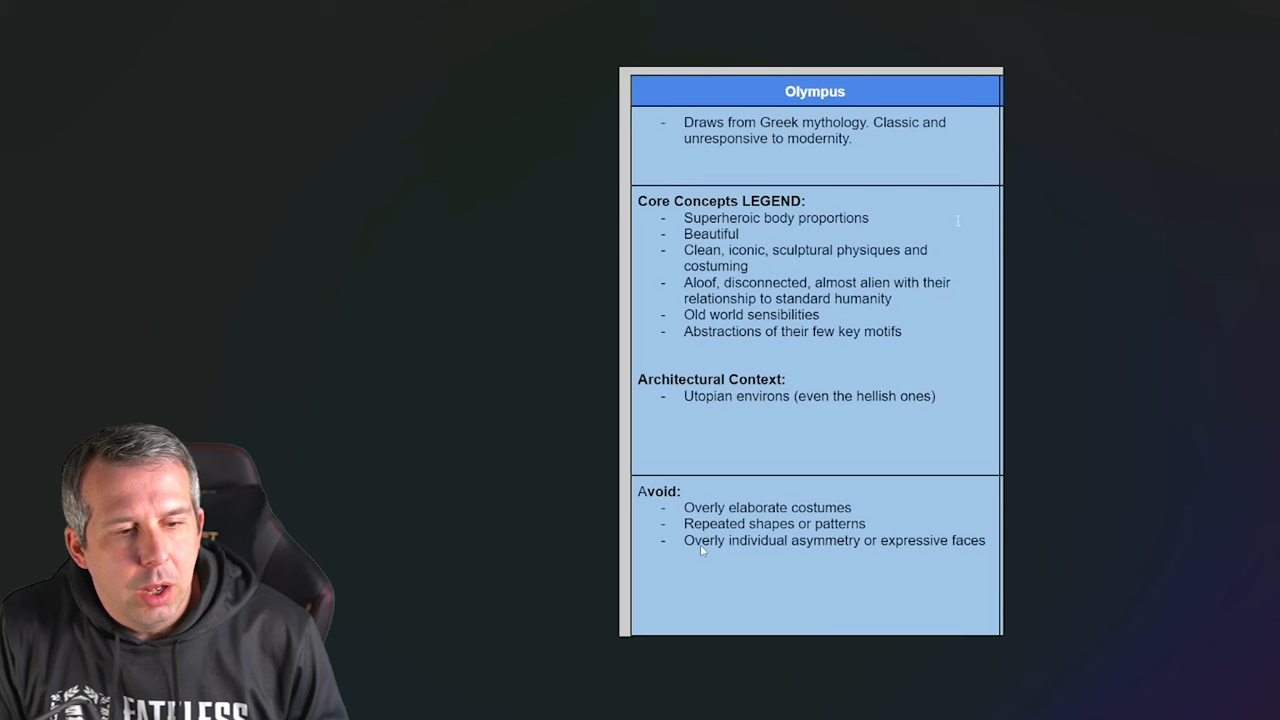 Olympus
- Draws from Greek mythology. Classic and
unresponsive to modernity.
Core Concepts LEGEND:
- Superheroic body proportions
- Beautiful
- Clean, iconic, sculptural physiques and
costuming
- Aloof, disconnected, almost alien with their
relationship to standard humanity
- Old world sensibilities
- Abstractions of their few key motifs
Architectural Context:
- Utopian environs (even the hellish ones)
Avoid:
- Overly elaborate costumes
- Repeated shapes or patterns
- Overly individual asymmetry or expressive faces
FATELESS